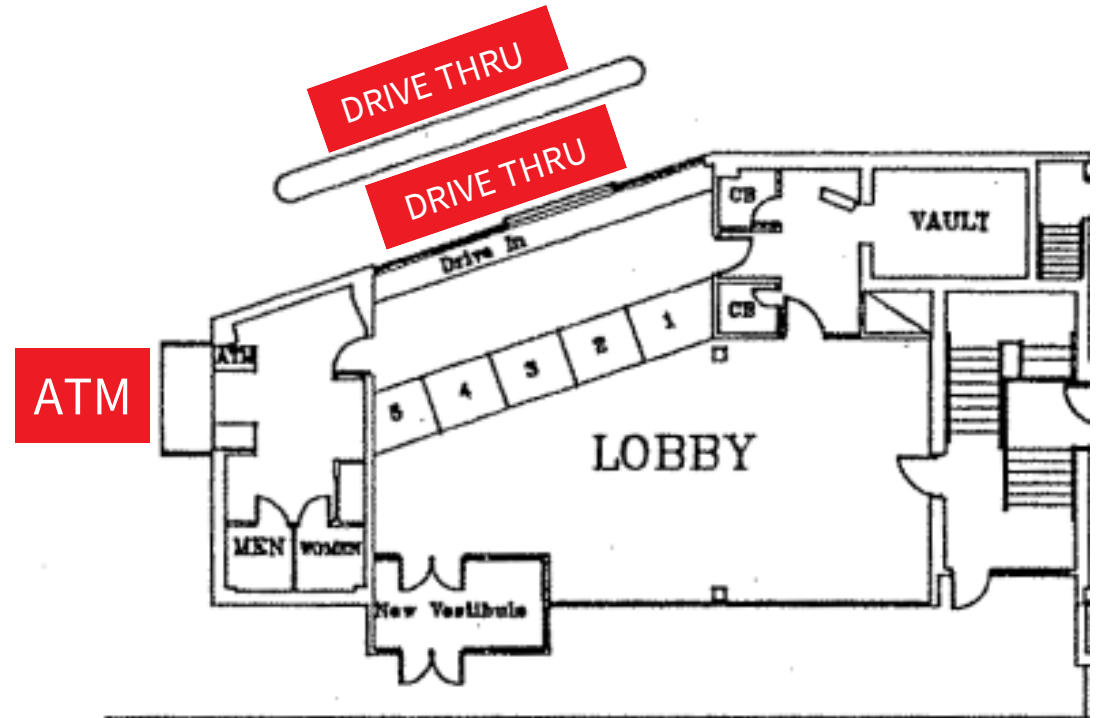 DRIVE THRU
DRIVE THRU
Drive In
CB
VAULT
ATM
ATM
CB
1
2
3
4
5
LOBBY
MEN
WOMEN
New Vestibule